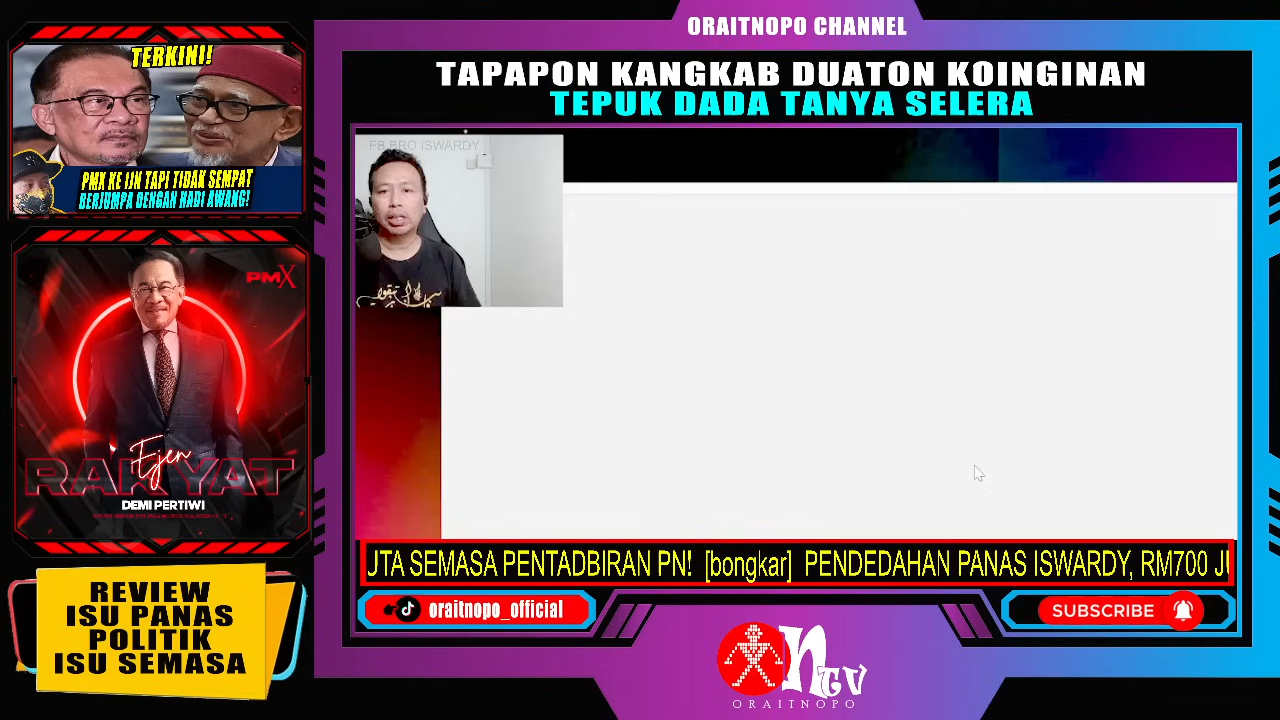 ORAITNOPO CHANNEL
TAPAPON KANGKAB DUATON KOINGINAN
TEPUK DADA TANYA SELERA
TERKINI!
PMX KE IJN TAPI TIDAK SEMPAT
BERJUMPA DENGAN HADI AWANG!
FB BRO ISWARDY
PMX
Ejen
RAKYAT
DEMI PERTIWI
JTA SEMASA PENTADBIRAN PN! [bongkar] PENDEDAHAN PANAS ISWARDY, RM700 JU
REVIEW
ISU PANAS
POLITIK
ISU SEMASA
oraitnopo_official
SUBSCRIBE
nTV
ORAITNOPO